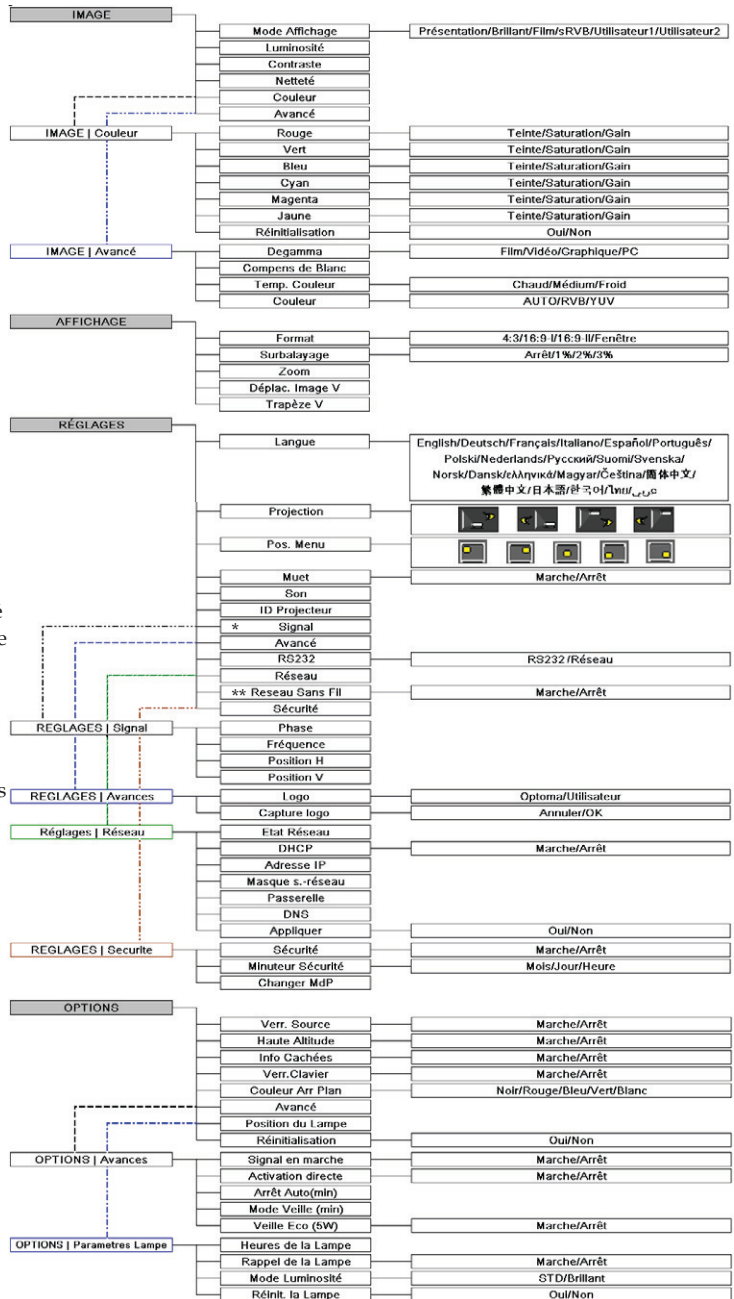 IMAGE
Mode Affichage Présentation/Brillant/Film/sRVB/Utilisateur1/Utilisateur2
Luminosité
Contraste
Netteté
Couleur
Avancé
IMAGE | Couleur Rouge Teinte/Saturation/Gain
Vert Teinte/Saturation/Gain
Bleu Teinte/Saturation/Gain
Cyan Teinte/Saturation/Gain
Magenta Teinte/Saturation/Gain
Jaune Teinte/Saturation/Gain
Réinitialisation Oui/Non
IMAGE | Avancé Degamma Film/Vidéo/Graphique/PC
Compens de Blanc
Temp. Couleur Chaud/Médium/Froid
Couleur AUTO/RVB/YUV
AFFICHAGE
Format 4:3/16:9-I/16:9-II/Fenêtre
Surbalayage Arrêt/1%/2%/3%
Zoom
Déplac. Image V
Trapèze V
RÉGLAGES
Langue English/Deutsch/Français/Italiano/Español/Português/
Polski/Nederlands/Русский/Suomi/Svenska/
Norsk/Dansk/ελληνικά/Magyar/Čeština/简体中文/
繁體中文/日本語/한국어/ไทย/
Projection
Pos. Menu
Muet Marche/Arrêt
Son
e ID Projecteur
* Signal
e Avancé
RS232 RS232/Réseau
Réseau
** Reseau Sans Fil Marche/Arrêt
Sécurité
REGLAGES | Signal Phase
Fréquence
Position H
Position V
s
REGLAGES | Avances Logo Optoma/Utilisateur
Capture logo Annuler/OK
Réglages | Réseau Etat Réseau
DHCP Marche/Arrêt
Adresse IP
Masque s.-réseau
Passerelle
DNS
Appliquer Oui/Non
REGLAGES | Securite Sécurité Marche/Arrêt
Minuteur Sécurité Mois/Jour/Heure
Changer MdP
OPTIONS
Verr. Source Marche/Arrêt
Haute Altitude Marche/Arrêt
Info Cachées Marche/Arrêt
Verr.Clavier Marche/Arrêt
Couleur Arr Plan Noir/Rouge/Bleu/Vert/Blanc
Avancé
Position du Lampe
Réinitialisation Oui/Non
OPTIONS | Avances Signal en marche Marche/Arrêt
Activation directe Marche/Arrêt
Arrêt Auto(min)
Mode Veille (min)
Veille Eco (5W) Marche/Arrêt
OPTIONS | Parametres Lampe Heures de la Lampe
Rappel de la Lampe Marche/Arrêt
Mode Luminosité STD/Brillant
Réinit. la Lampe Oui/Non